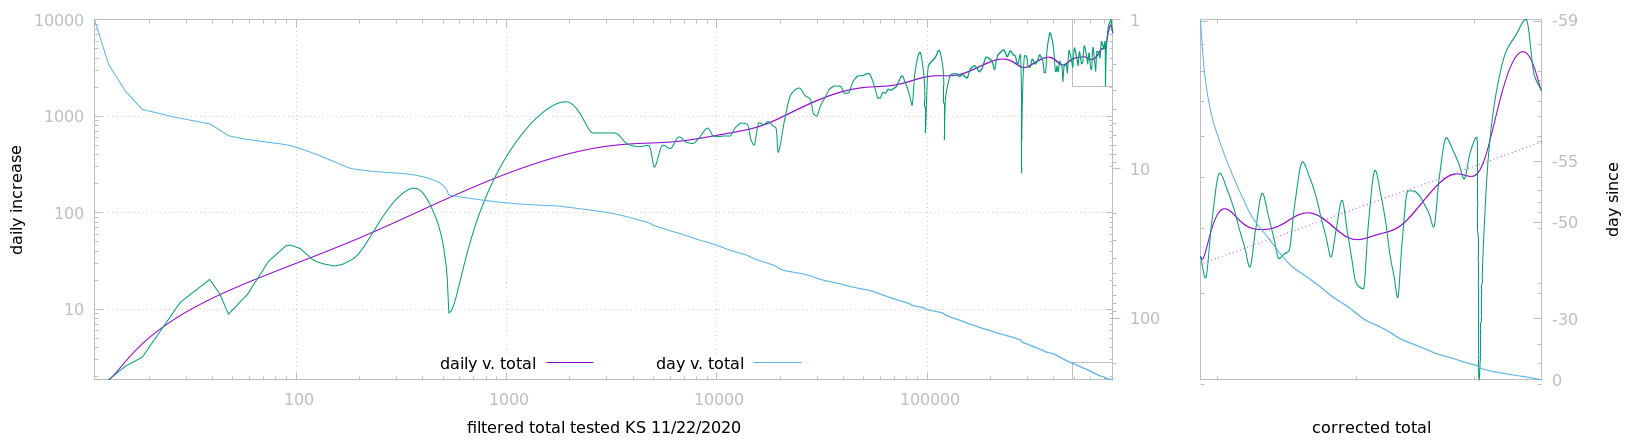 10000
1000
100
10
daily increase
daily v. total
day v. total
100
1000
10000
100000
filtered total tested KS 11/22/2020
1
10
100
-59
-55
-50
-30
0
day since
corrected total